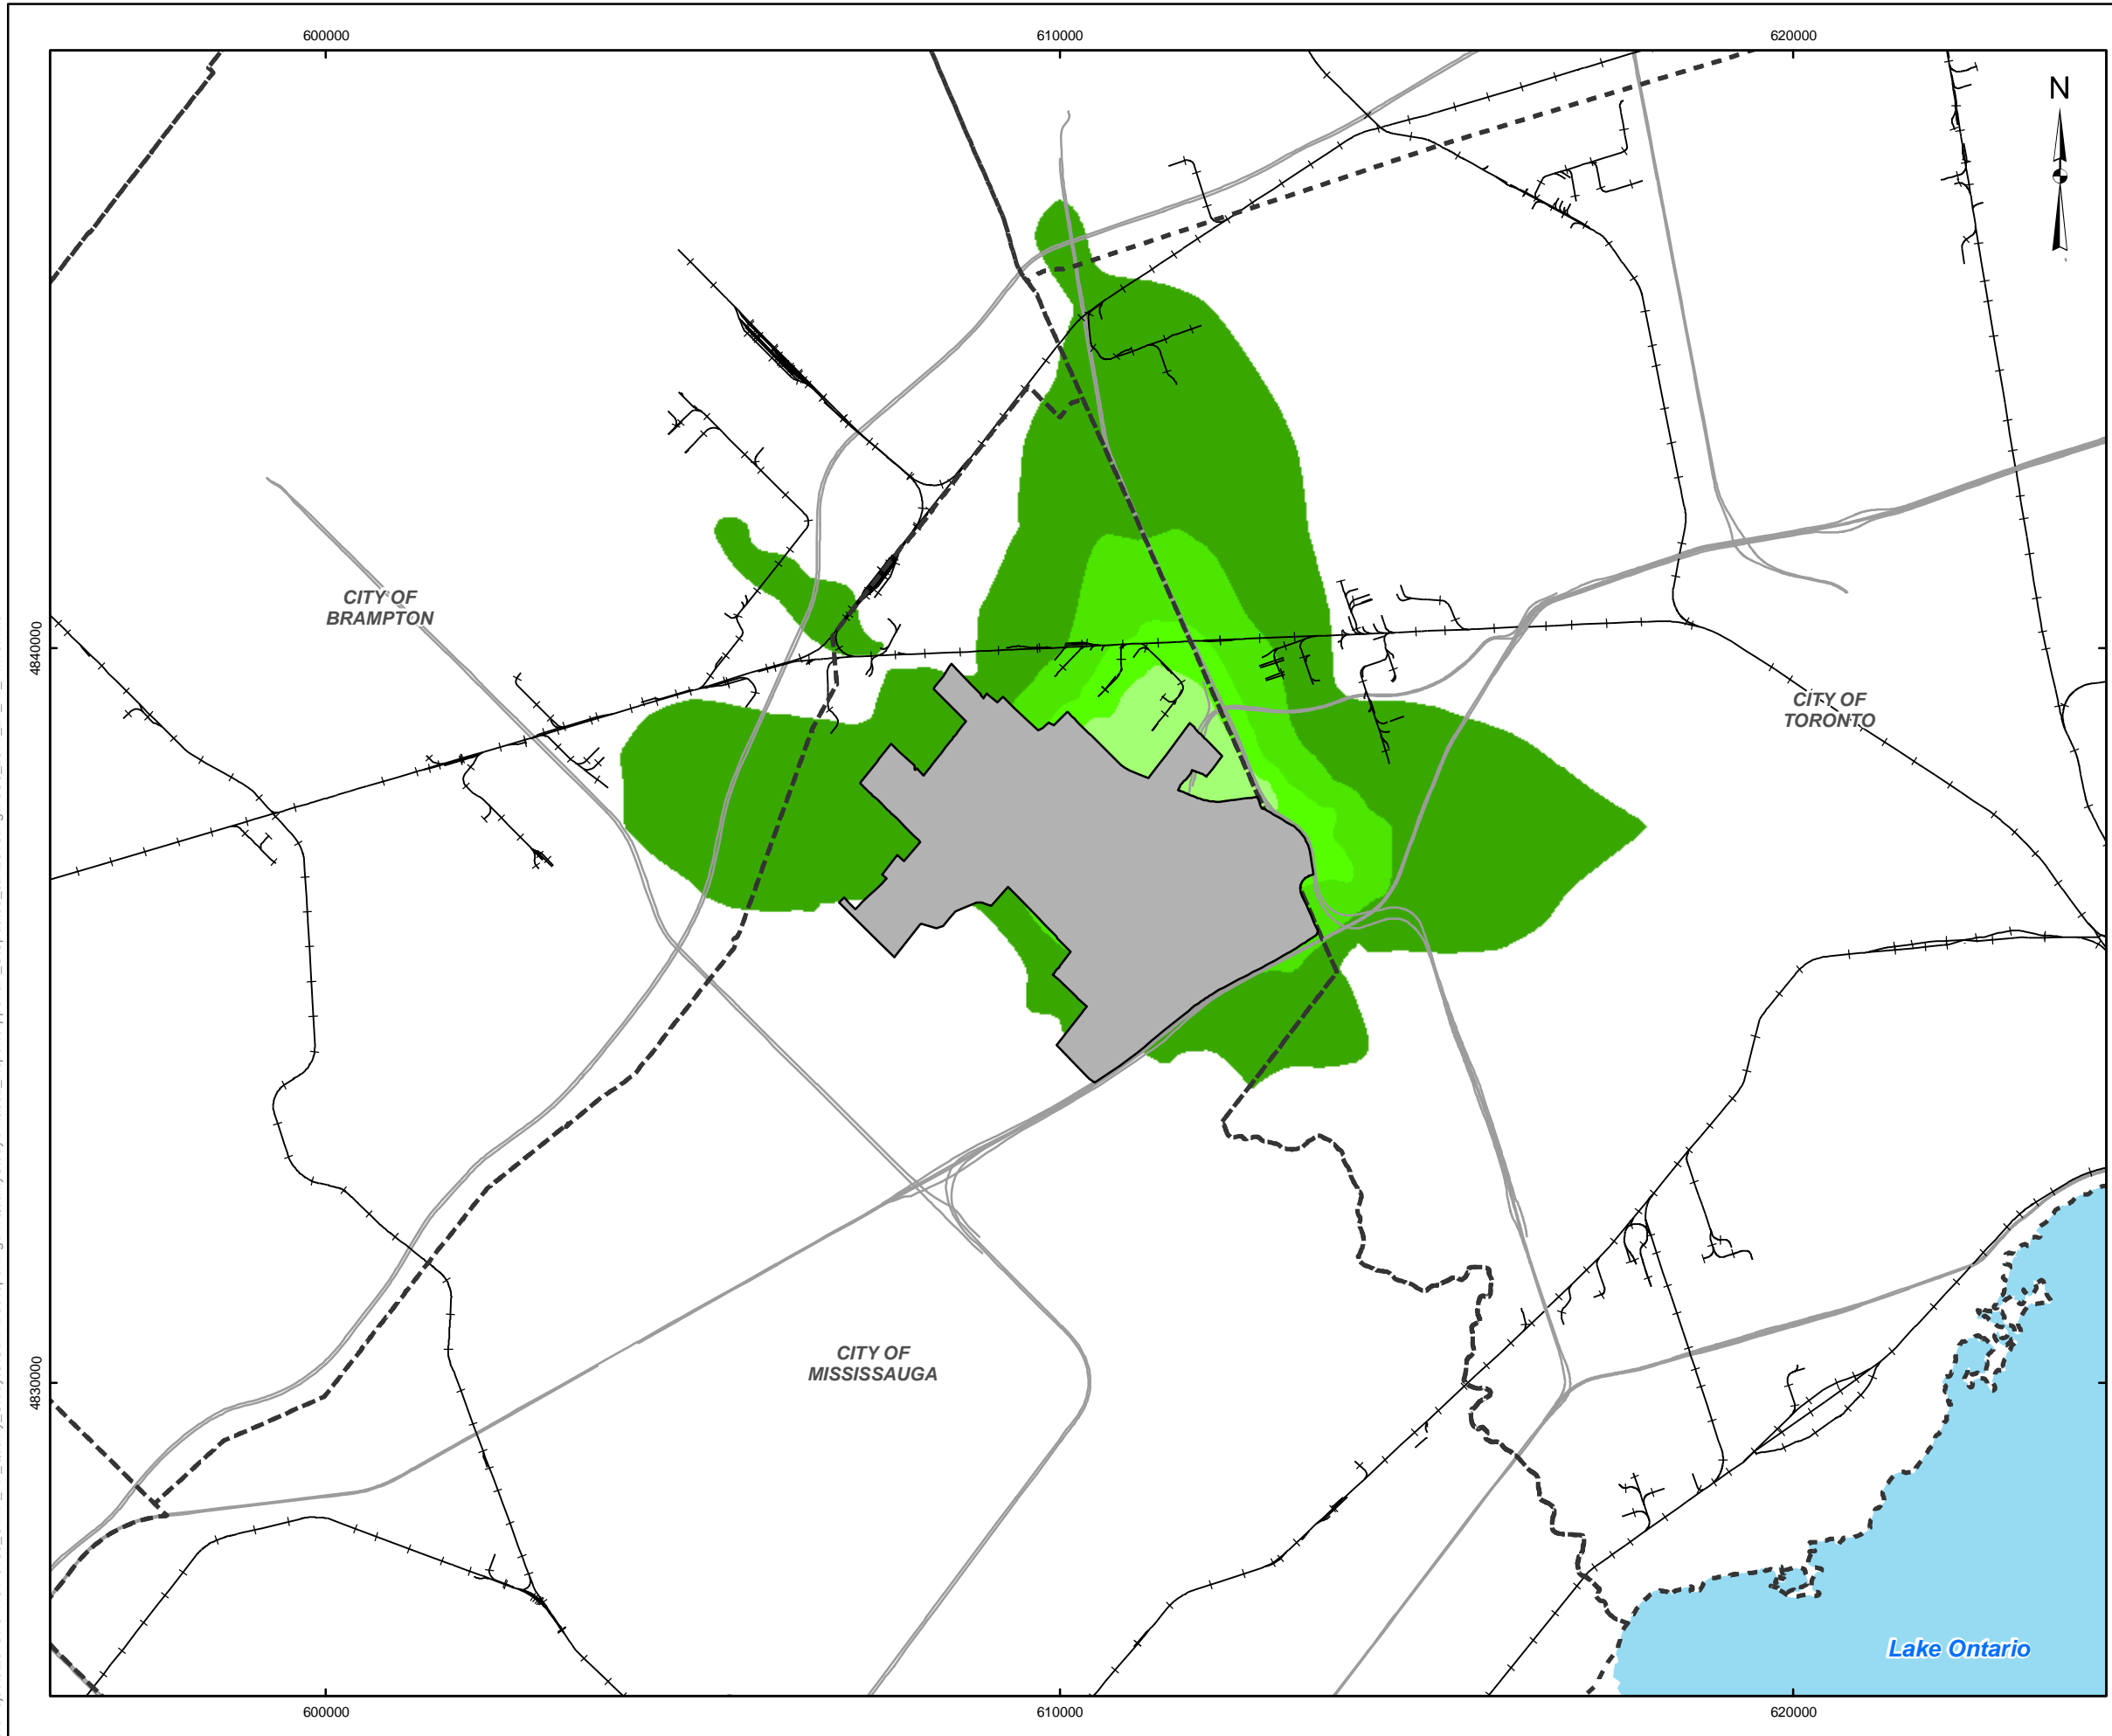 600000
610000
620000
N
CITY OF
BRAMPTON
4840000
CITY OF
TORONTO
CITY OF
MISSISSAUGA
4830000
Lake Ontario
600000
610000
620000